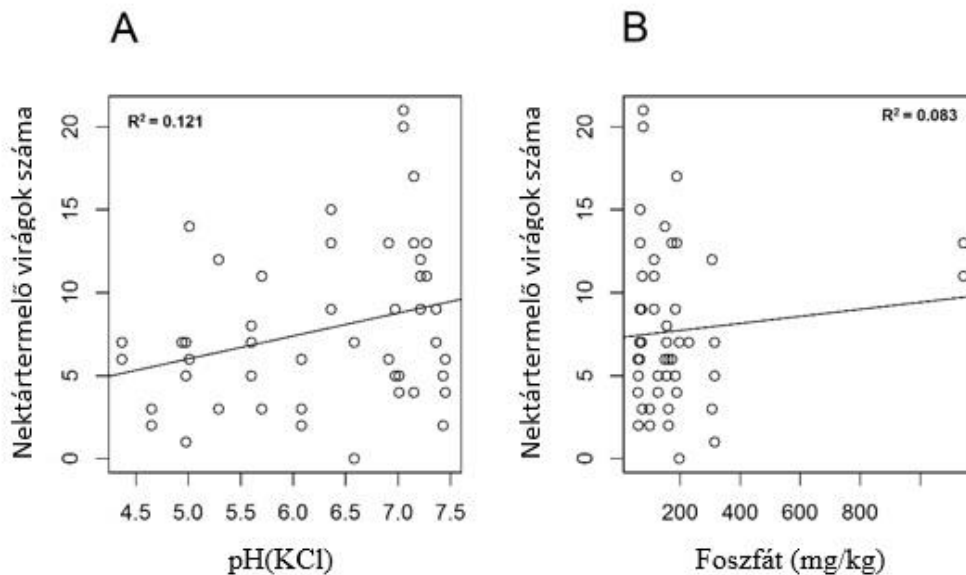 A
B
R² = 0.121
R² = 0.083
Nektártermelő virágok száma
20
15
10
5
0
4.5 5.0 5.5 6.0 6.5 7.0 7.5
pH(KCl)
Nektártermelő virágok száma
20
15
10
5
0
200 400 600 800
Foszfát (mg/kg)